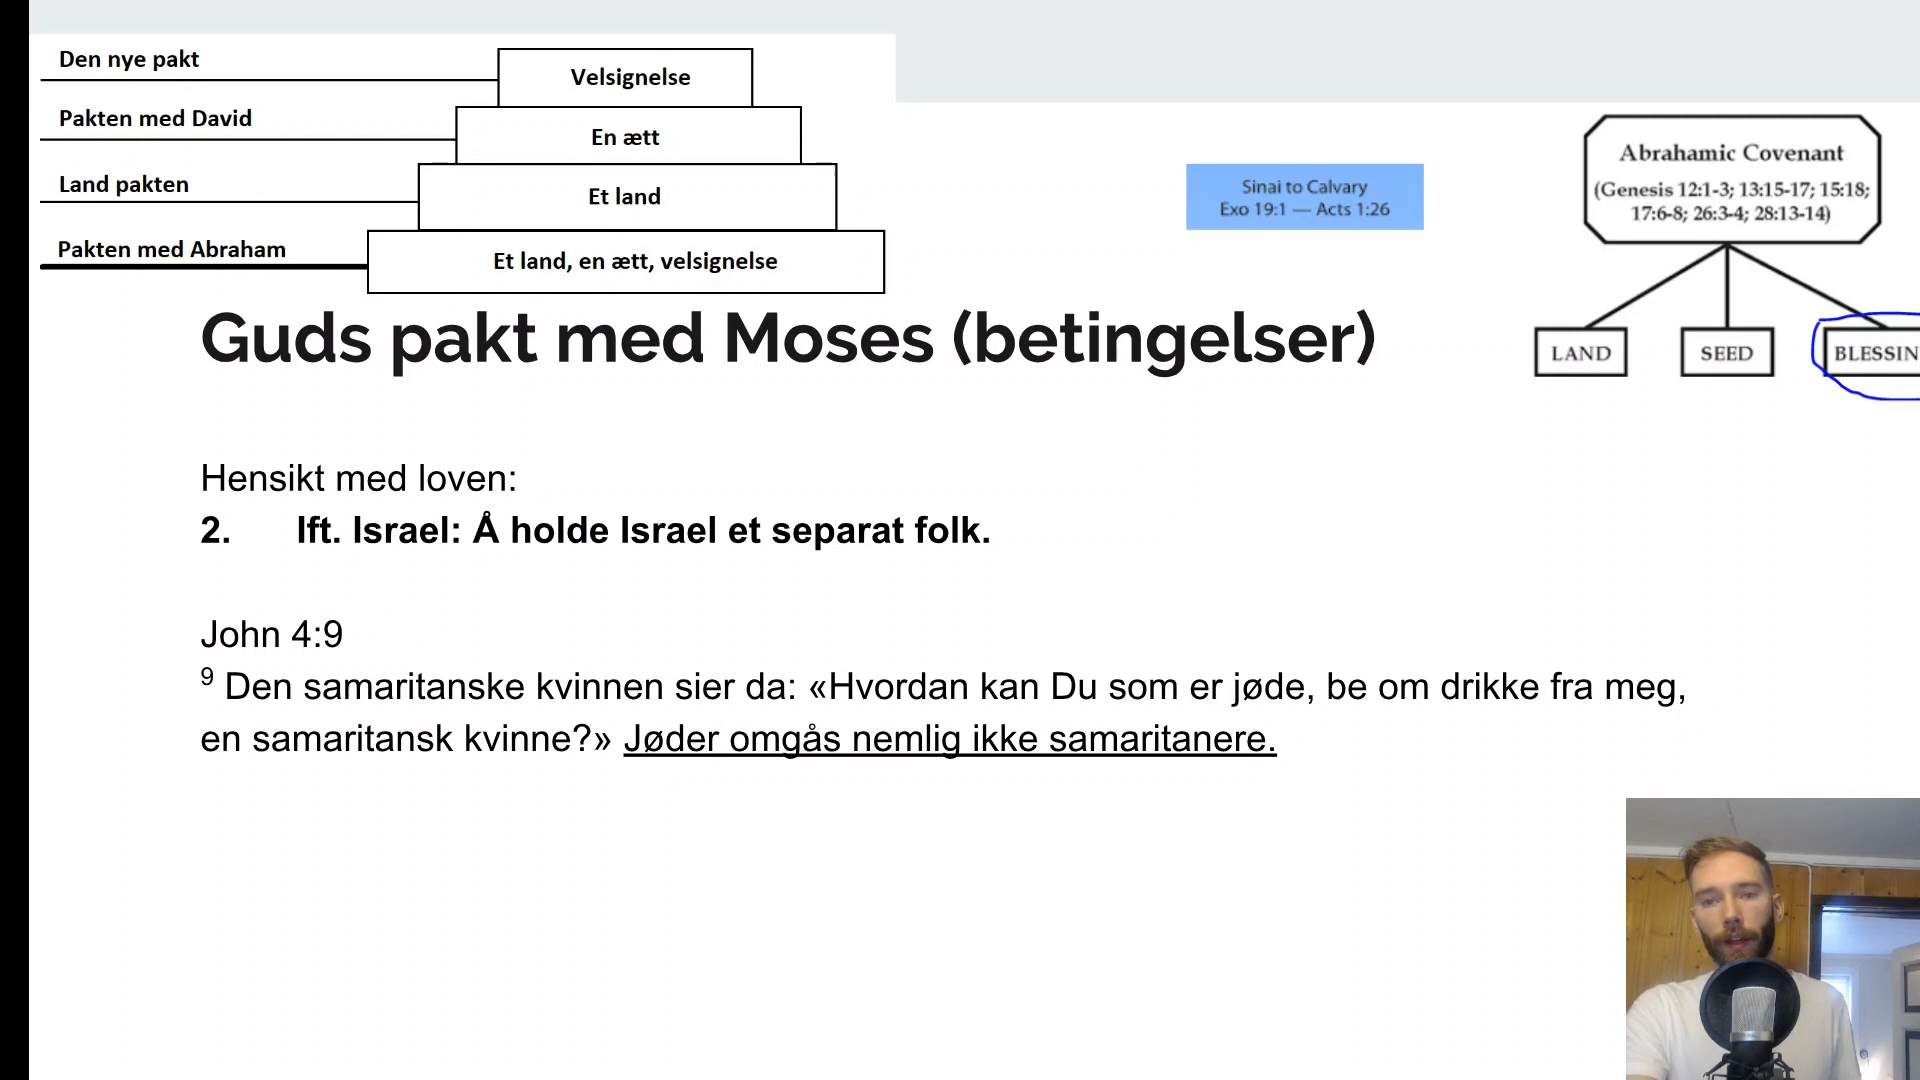 Den nye pakt
Velsignelse
Pakten med David
En ætt
Land pakten
Et land
Pakten med Abraham
Et land, en ætt, velsignelse
Sinai to Calvary
Exo 19:1 — Acts 1:26
Abrahamic Covenant
(Genesis 12:1-3; 13:15-17; 15:18;
17:6-8; 26:3-4; 28:13-14)
LAND
SEED
BLESSIN
Guds pakt med Moses (betingelser)
Hensikt med loven:
2. Ift. Israel: Å holde Israel et separat folk.
John 4:9
9 Den samaritanske kvinnen sier da: «Hvordan kan Du som er jøde, be om drikke fra meg,
en samaritansk kvinne?» Jøder omgås nemlig ikke samaritanere.